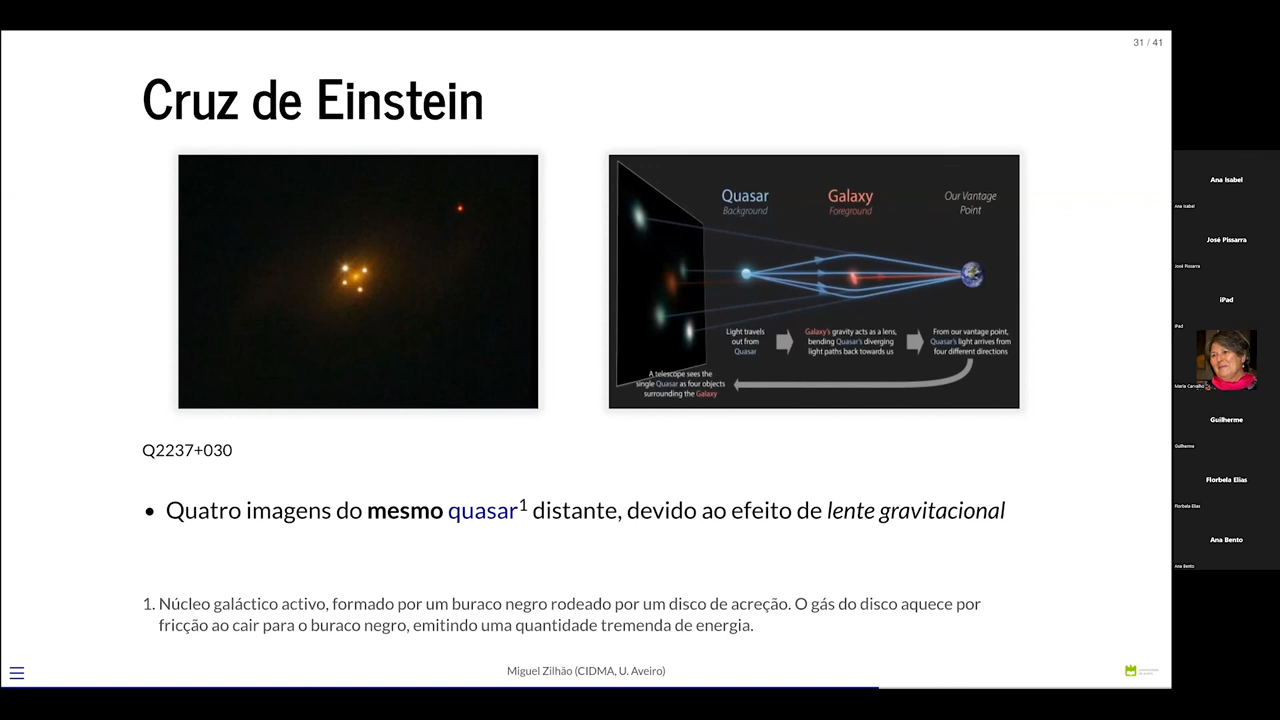 31 / 41
Cruz de Einstein
Quasar
Background
Galaxy
Foreground
Our Vantage
Point
Light travels
out from
Quasar
Galaxy's gravity acts as a lens,
bending Quasar's diverging
light paths back towards us
From our vantage point,
Quasar's light arrives from
four different directions
A telescope sees the
single Quasar as four objects
surrounding the Galaxy
Q2237+030
• Quatro imagens do mesmo quasar¹ distante, devido ao efeito de lente gravitacional
1. Núcleo galáctico activo, formado por um buraco negro rodeado por um disco de acreção. O gás do disco aquece por
fricção ao cair para o buraco negro, emitindo uma quantidade tremenda de energia.
Miguel Zilhão (CIDMA, U. Aveiro)
Ana Isabel
Ana Isabel
José Pissarra
José Pissarra
iPad
iPad
Maria Carvalho
Guilherme
Guilherme
Florbela Elias
Florbela Elias
Ana Bento
Ana Bento